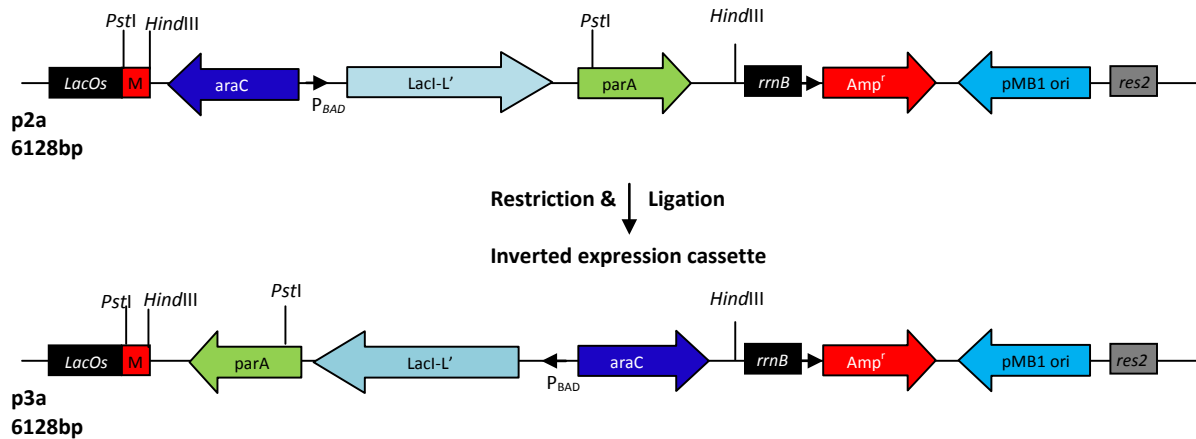 PstI HindIII PstI HindIII
LacOs M araC PBAD LacI-L' parA rrnB Ampr pMB1 ori res2
p2a
6128bp
Restriction & Ligation
Inverted expression cassette
PstI HindIII PstI HindIII
LacOs M parA LacI-L' PBAD araC rrnB Ampr pMB1 ori res2
p3a
6128bp